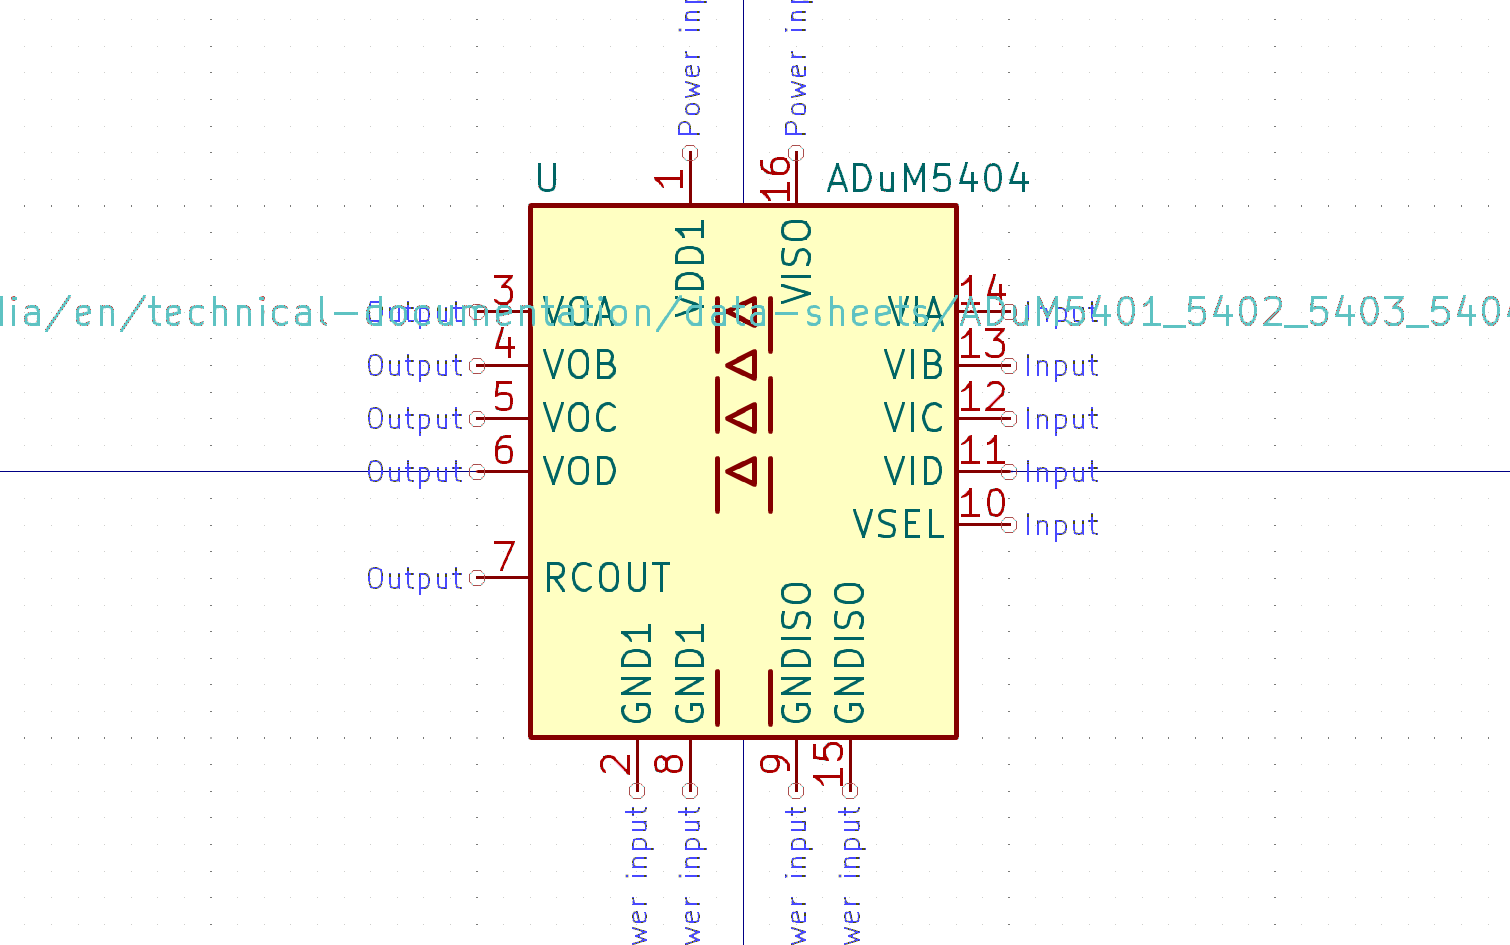 Power inp
Power inp
1
16
U
ADuM5404
VDD1
VISO
3
VOA
VIA
14
Output
Input
lia/en/technical-documentation/data-sheets/ADuM5401_5402_5403_540
Output
4
VOB
VIB
13
Input
Output
5
VOC
VIC
12
Input
Output
6
VOD
VID
11
Input
VSEL
10
Input
Output
7
RCOUT
GND1
GND1
GNDISO
GNDISO
2
8
9
15
wer input
wer input
wer input
wer input